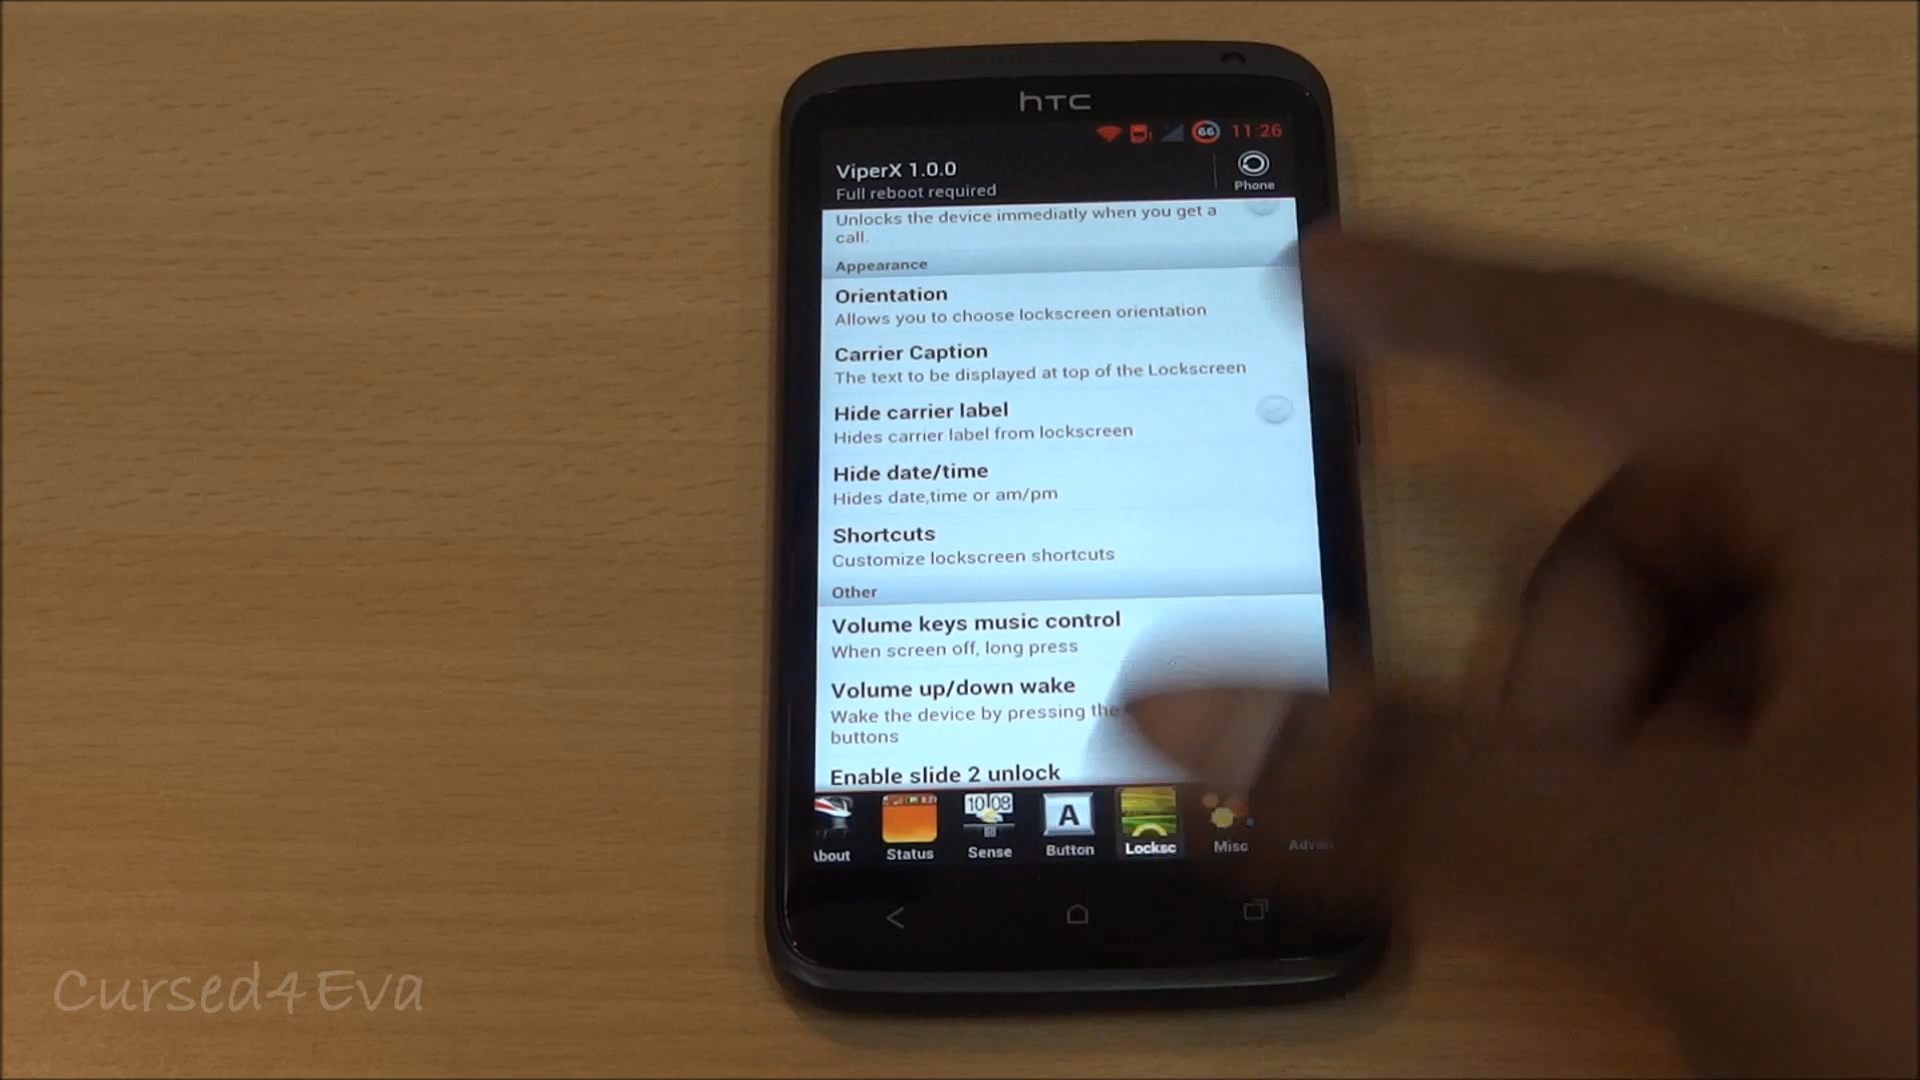 hTC
66 11:26
ViperX 1.0.0
Full reboot required
Phone
Unlocks the device immediatly when you get a
call.
Appearance
Orientation
Allows you to choose lockscreen orientation
Carrier Caption
The text to be displayed at top of the Lockscreen
Hide carrier label
Hides carrier label from lockscreen
Hide date/time
Hides date,time or am/pm
Shortcuts
Customize lockscreen shortcuts
Other
Volume keys music control
When screen off, long press
Volume up/down wake
Wake the device by pressing the
buttons
Enable slide 2 unlock
10 08
A
About Status Sense Button Locksc Misc
Cursed4Eva